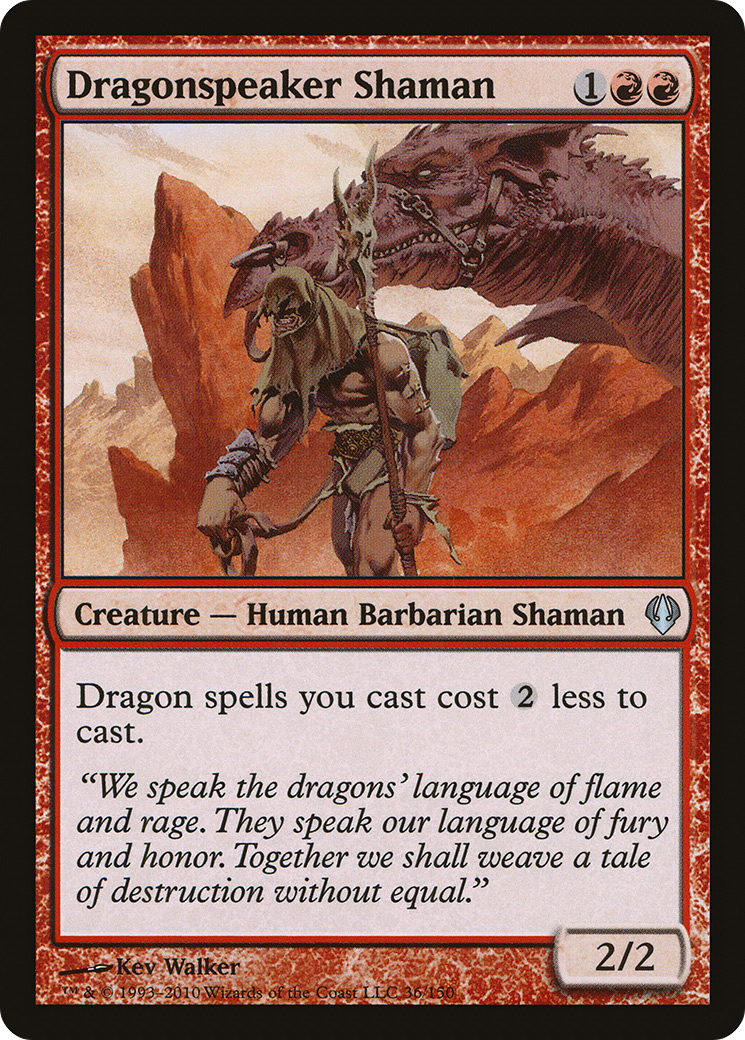 Dragonspeaker Shaman 1
Creature — Human Barbarian Shaman
Dragon spells you cast cost 2 less to
cast.
“We speak the dragons’ language of flame
and rage. They speak our language of fury
and honor. Together we shall weave a tale
of destruction without equal.”
2/2
Kev Walker
™ & © 1993–2010 Wizards of the Coast LLC 36/150